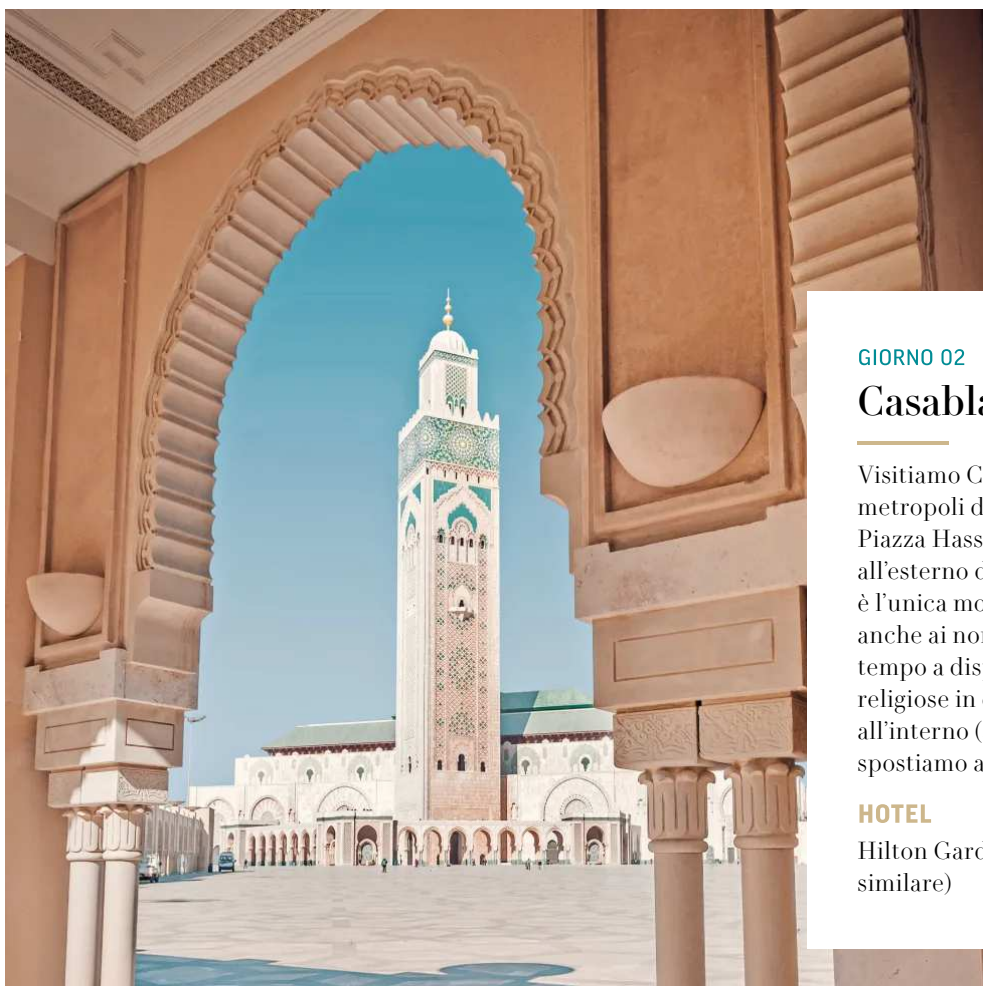 GIORNO 02
Casabla
Visitiamo C
metropoli d
Piazza Hass
all'esterno d
è l'unica mo
anche ai non
tempo a dis
religiose in
all'interno (
spostiamo a
HOTEL
Hilton Gard
similare)